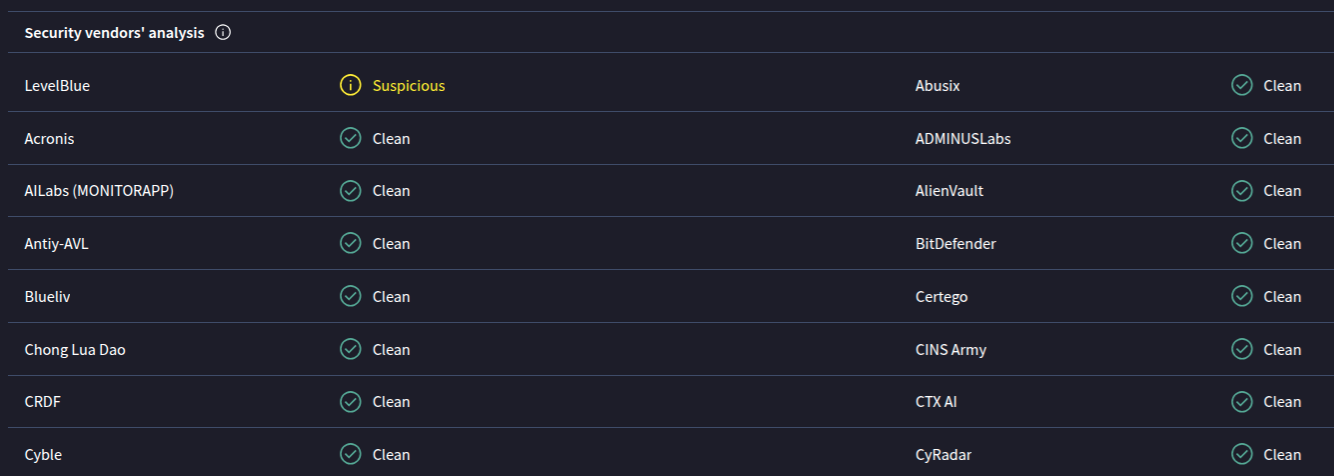 Security vendors' analysis
LevelBlue Suspicious Abusix Clean
Acronis Clean ADMINUSLabs Clean
AILabs (MONITORAPP) Clean AlienVault Clean
Antiy-AVL Clean BitDefender Clean
Blueliv Clean Certego Clean
Chong Lua Dao Clean CINS Army Clean
CRDF Clean CTX AI Clean
Cyble Clean CyRadar Clean